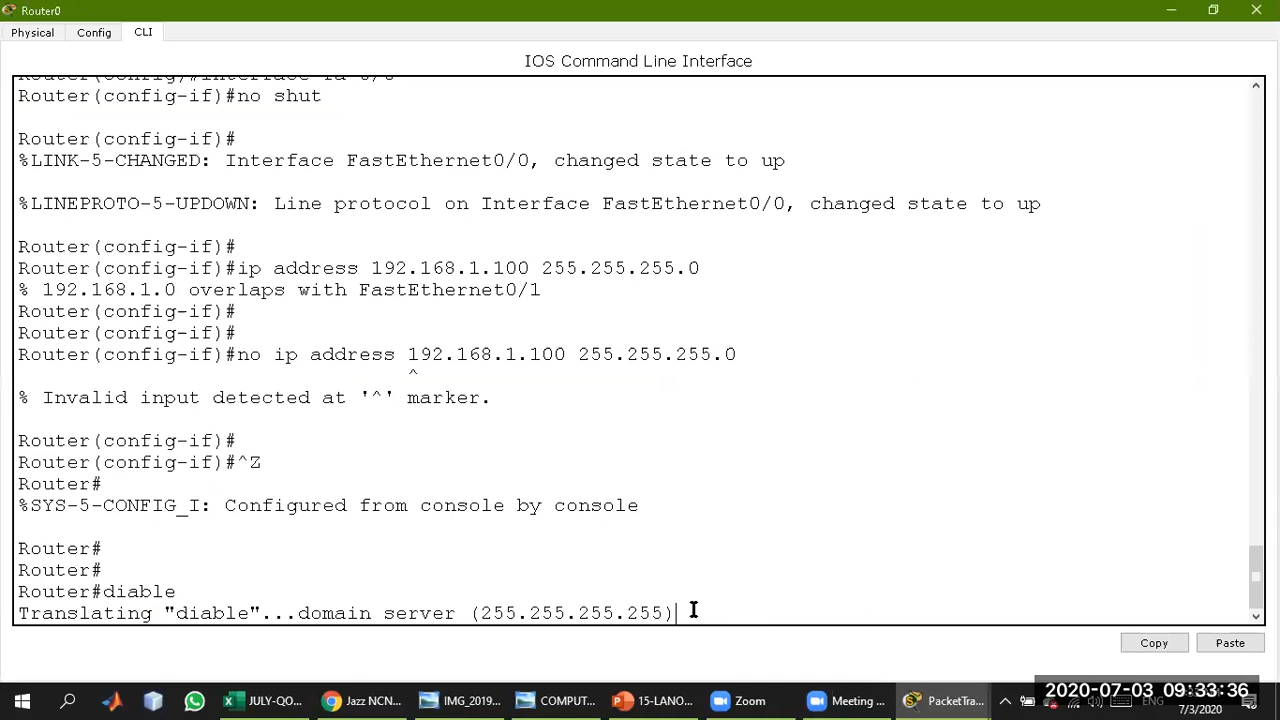 Router0
Physical Config CLI
IOS Command Line Interface
Router(config-if)#no shut
Router(config-if)#
%LINK-5-CHANGED: Interface FastEthernet0/0, changed state to up
%LINEPROTO-5-UPDOWN: Line protocol on Interface FastEthernet0/0, changed state to up
Router(config-if)#
Router(config-if)#ip address 192.168.1.100 255.255.255.0
% 192.168.1.0 overlaps with FastEthernet0/1
Router(config-if)#
Router(config-if)#
Router(config-if)#no ip address 192.168.1.100 255.255.255.0
^
% Invalid input detected at '^' marker.
Router(config-if)#
Router(config-if)#^Z
Router#
%SYS-5-CONFIG_I: Configured from console by console
Router#
Router#
Router#diable
Translating "diable"...domain server (255.255.255.255)
Copy Paste
JULY-QO... Jazz NCN... IMG_2019... COMPUT... 15-LANO... Zoom Meeting ... PacketTra... ENG
2020-07-03 09:33:36
7/3/2020